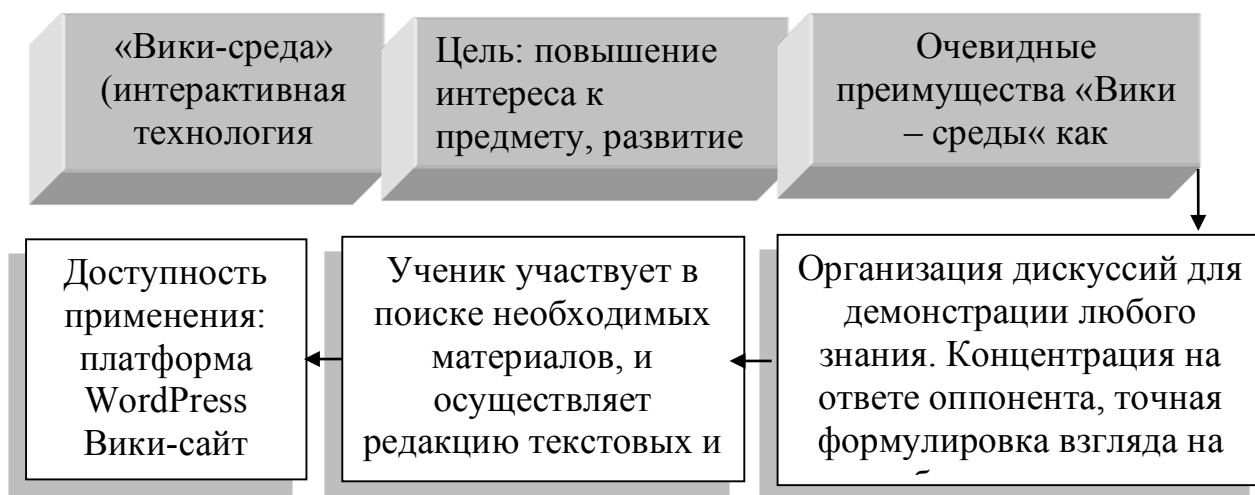 «Вики-среда»
(интерактивная
технология
Цель: повышение
интереса к
предмету, развитие
Очевидные
преимущества «Вики
– среды« как
Организация дискуссий для
демонстрации любого
знания. Концентрация на
ответе оппонента, точная
формулировка взгляда на
Ученик участвует в
поиске необходимых
материалов, и
осуществляет
редакцию текстовых и
Доступность
применения:
платформа
WordPress
Вики-сайт